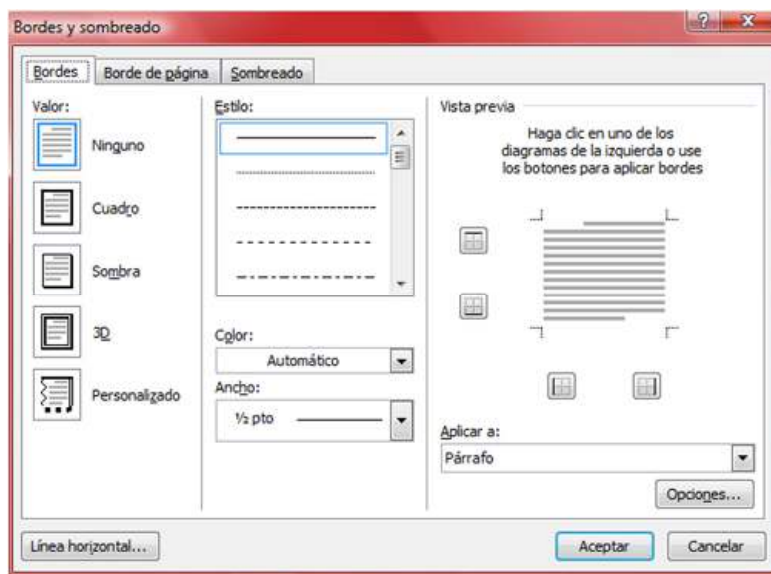 Bordes y sombreado
Bordes
Borde de página
Sombreado
Valor:
Ninguno
Cuadro
Sombra
3D
Personalizado
Estilo:
Color:
Automático
Ancho:
½ pto
Vista previa
Haga clic en uno de los
diagramas de la izquierda o use
los botones para aplicar bordes
Aplicar a:
Párrafo
Opciones...
Línea horizontal...
Aceptar
Cancelar